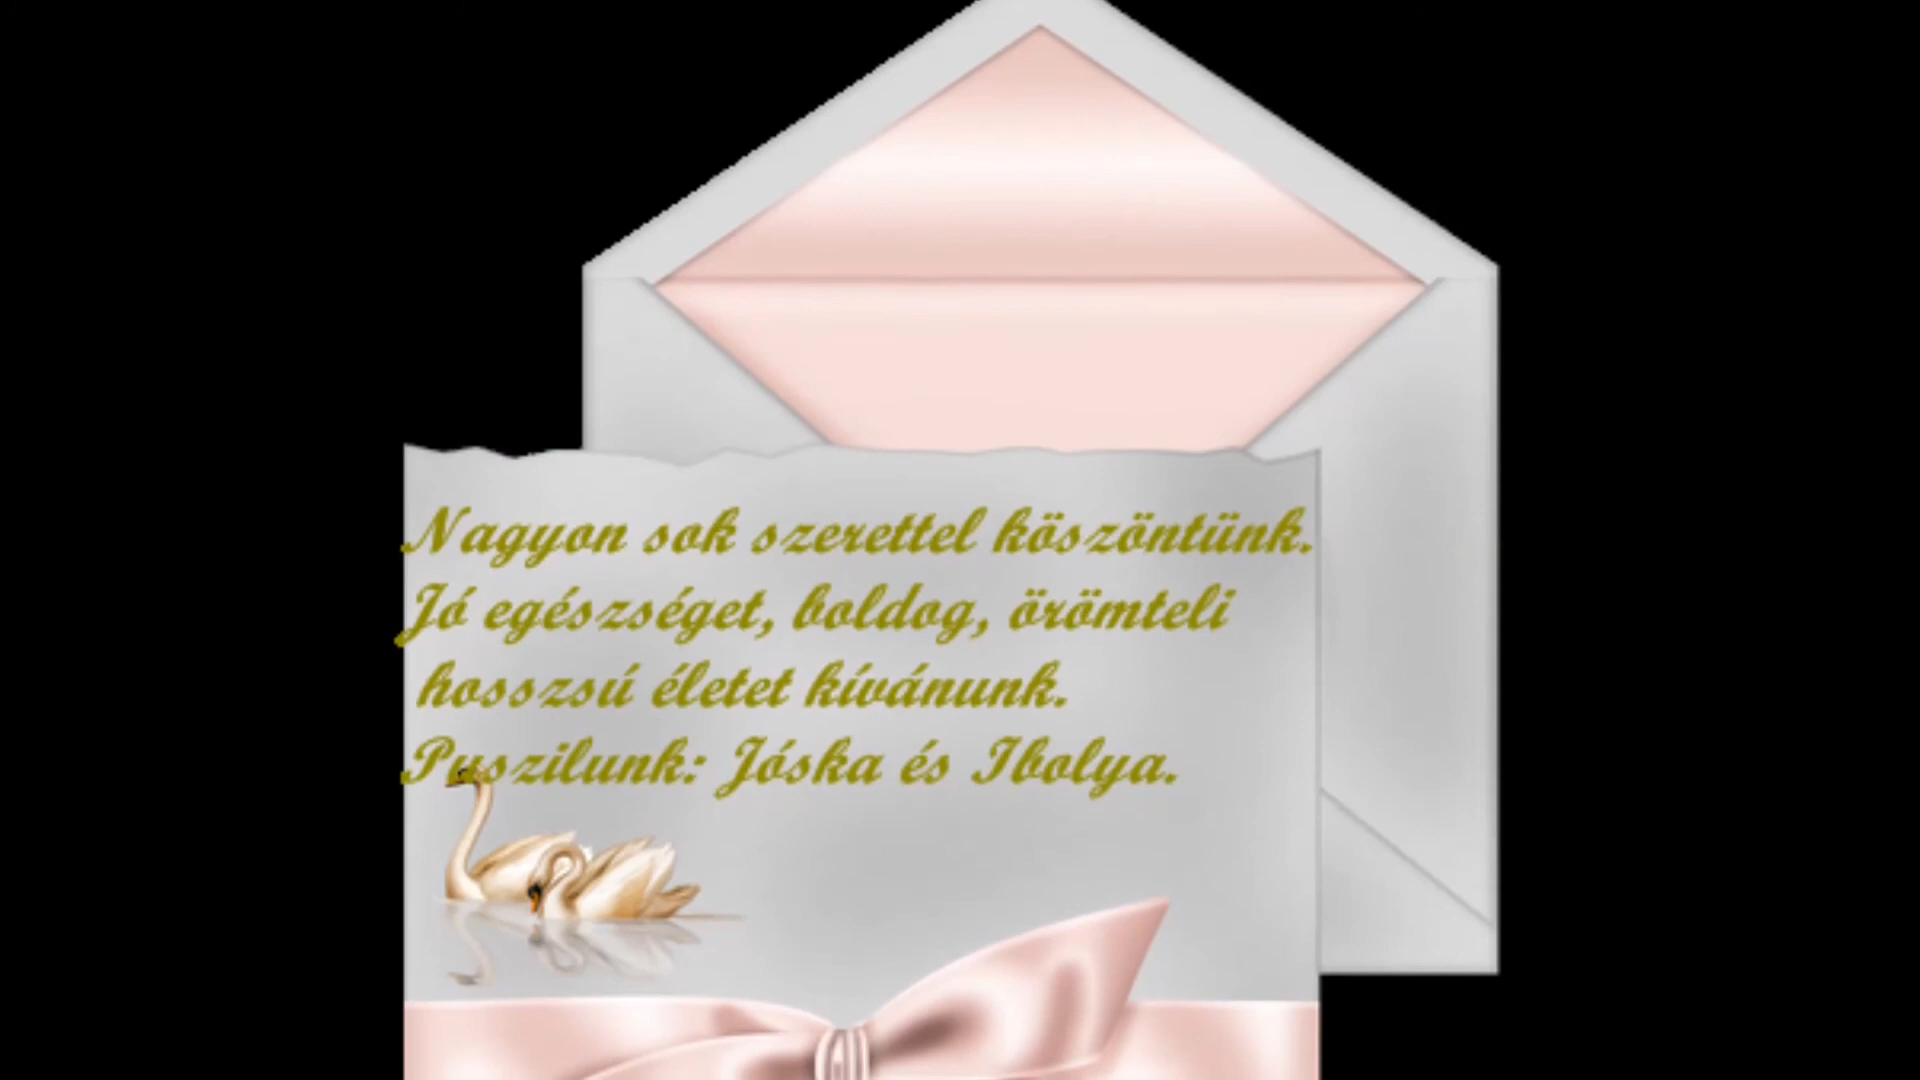 Nagyon sok szerettel köszöntünk.
Jó egészséget, boldog, örömteli
hosszsú életet kívánunk.
Puszilunk: Jóska és Ibolya.